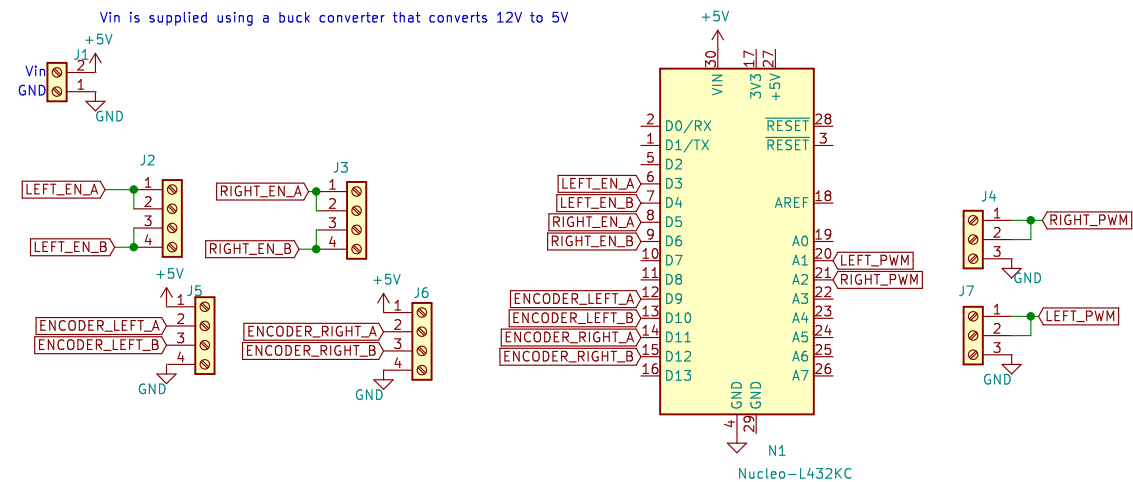 Vin is supplied using a buck converter that converts 12V to 5V
+5V
J1
Vin 2
GND 1
GND
J2
LEFT_EN_A 1
2
3
LEFT_EN_B 4
J3
RIGHT_EN_A 1
2
3
RIGHT_EN_B 4
+5V
J5
1
ENCODER_LEFT_A 2
ENCODER_LEFT_B 3
4
GND
+5V
J6
1
ENCODER_RIGHT_A 2
ENCODER_RIGHT_B 3
4
GND
+5V
30 17 27
VIN 3V3 +5V
2 D0/RX RESET 28
1 D1/TX RESET 3
5 D2
LEFT_EN_A 6 D3
LEFT_EN_B 7 D4 AREF 18
RIGHT_EN_A 8 D5
RIGHT_EN_B 9 D6 A0 19
10 D7 A1 20 LEFT_PWM
11 D8 A2 21 RIGHT_PWM
ENCODER_LEFT_A 12 D9 A3 22
ENCODER_LEFT_B 13 D10 A4 23
ENCODER_RIGHT_A 14 D11 A5 24
ENCODER_RIGHT_B 15 D12 A6 25
16 D13 A7 26
GND GND
4 29
N1
Nucleo-L432KC
J4
1 RIGHT_PWM
2
3
GND
J7
1 LEFT_PWM
2
3
GND